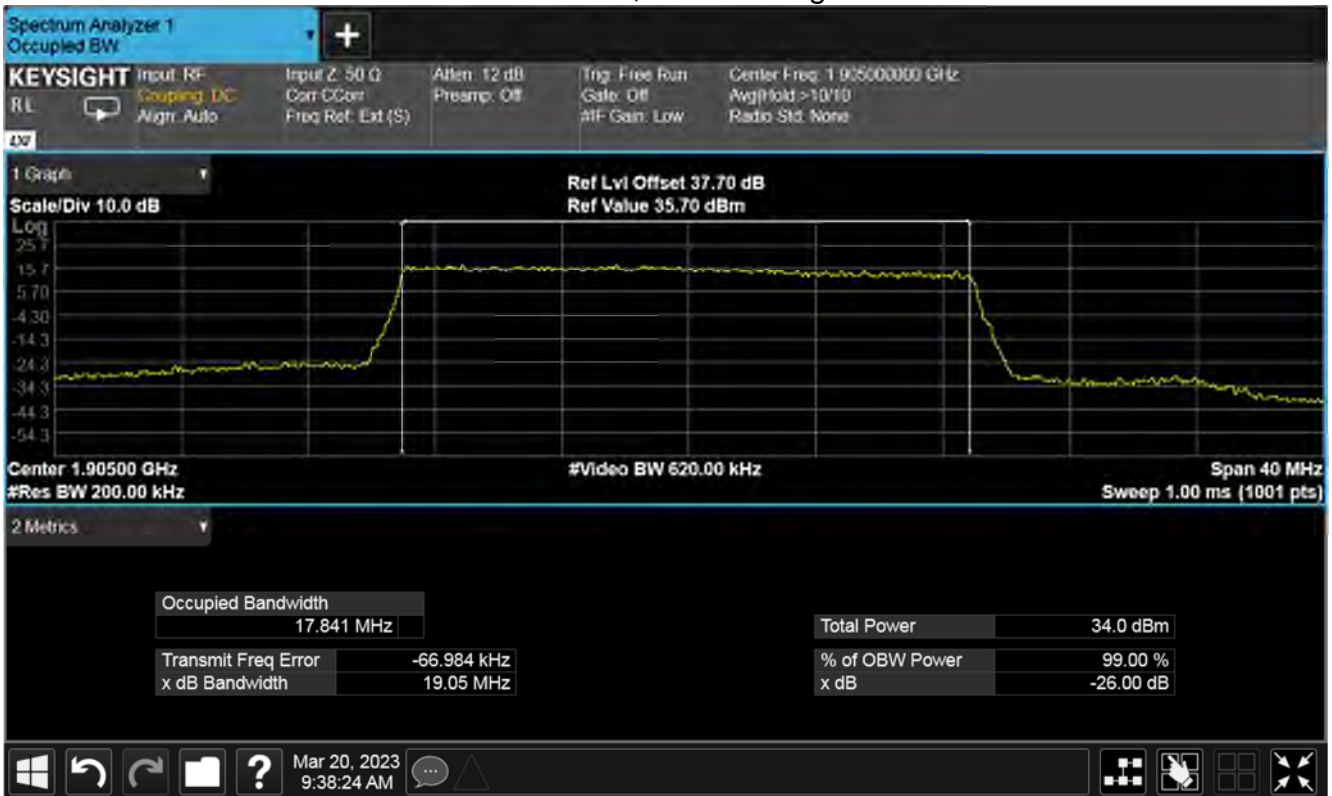 Spectrum Analyzer 1
Occupied BW
+
KEYSIGHT Input: RF Input Z: 50 Ω Atten: 12 dB Trig: Free Run Center Freq: 1.905000000 GHz
RL Coupling: DC Corr CCorr Preamp: Off Gate: Off Avg|Hold:>10/10
Align: Auto Freq Ref: Ext (S) #IF Gain: Low Radio Std: None
LXI
1 Graph
Ref Lvl Offset 37.70 dB
Scale/Div 10.0 dB Ref Value 35.70 dBm
Log
25.7
15.7
5.70
-4.30
-14.3
-24.3
-34.3
-44.3
-54.3
Center 1.90500 GHz #Video BW 620.00 kHz Span 40 MHz
#Res BW 200.00 kHz Sweep 1.00 ms (1001 pts)
2 Metrics
Occupied Bandwidth
17.841 MHz Total Power 34.0 dBm
Transmit Freq Error -66.984 kHz % of OBW Power 99.00 %
x dB Bandwidth 19.05 MHz x dB -26.00 dB
? Mar 20, 2023
9:38:24 AM